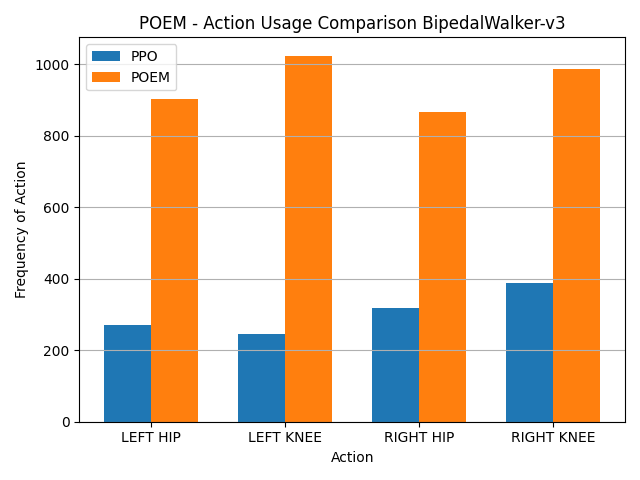 POEM - Action Usage Comparison BipedalWalker-v3
PPO
POEM
Frequency of Action
1000
800
600
400
200
0
LEFT HIP
LEFT KNEE
RIGHT HIP
RIGHT KNEE
Action